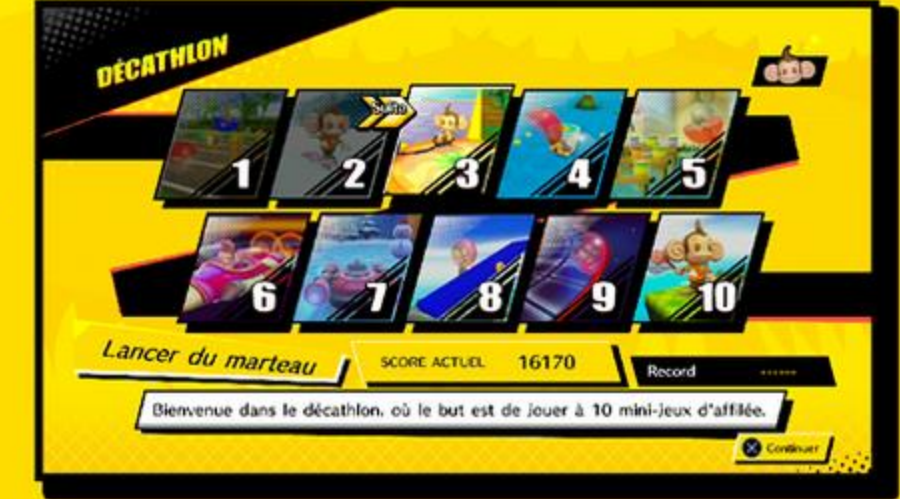 DÉCATHLON
Suite
1
2
3
4
5
6
7
8
9
10
Lancer du marteau
SCORE ACTUEL 16170
Record ------
Bienvenue dans le décathlon, où le but est de jouer à 10 mini-jeux d'affilée.
Continuer